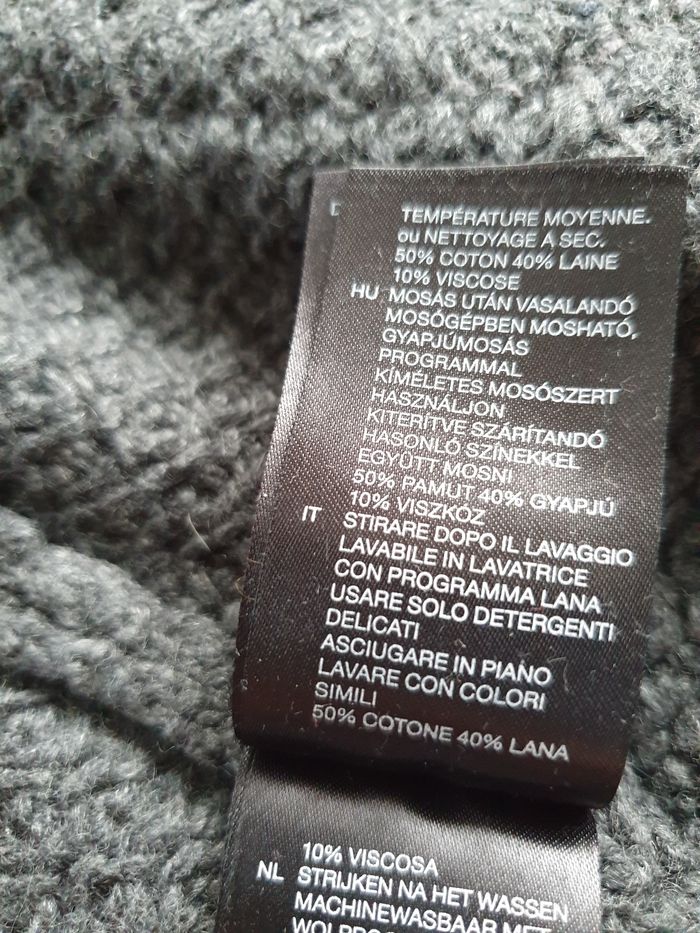 TEMPÉRATURE MOYENNE.
ou NETTOYAGE A SEC.
50% COTON 40% LAINE
10% VISCOSE
HU MOSÁS UTÁN VASALANDÓ
MOSÓGÉPBEN MOSHATÓ,
GYAPJÚMOSÁS
PROGRAMMAL
KÍMÉLETES MOSÓSZERT
HASZNÁLJON
KITERÍTVE SZÁRÍTANDÓ
HASONLÓ SZÍNEKKEL
EGYÜTT MOSNI
50% PAMUT 40% GYAPJÚ
10% VISZKÓZ
IT STIRARE DOPO IL LAVAGGIO
LAVABILE IN LAVATRICE
CON PROGRAMMA LANA
USARE SOLO DETERGENTI
DELICATI
ASCIUGARE IN PIANO
LAVARE CON COLORI
SIMILI
50% COTONE 40% LANA
10% VISCOSA
NL STRIJKEN NA HET WASSEN
MACHINEWASBAAR MET